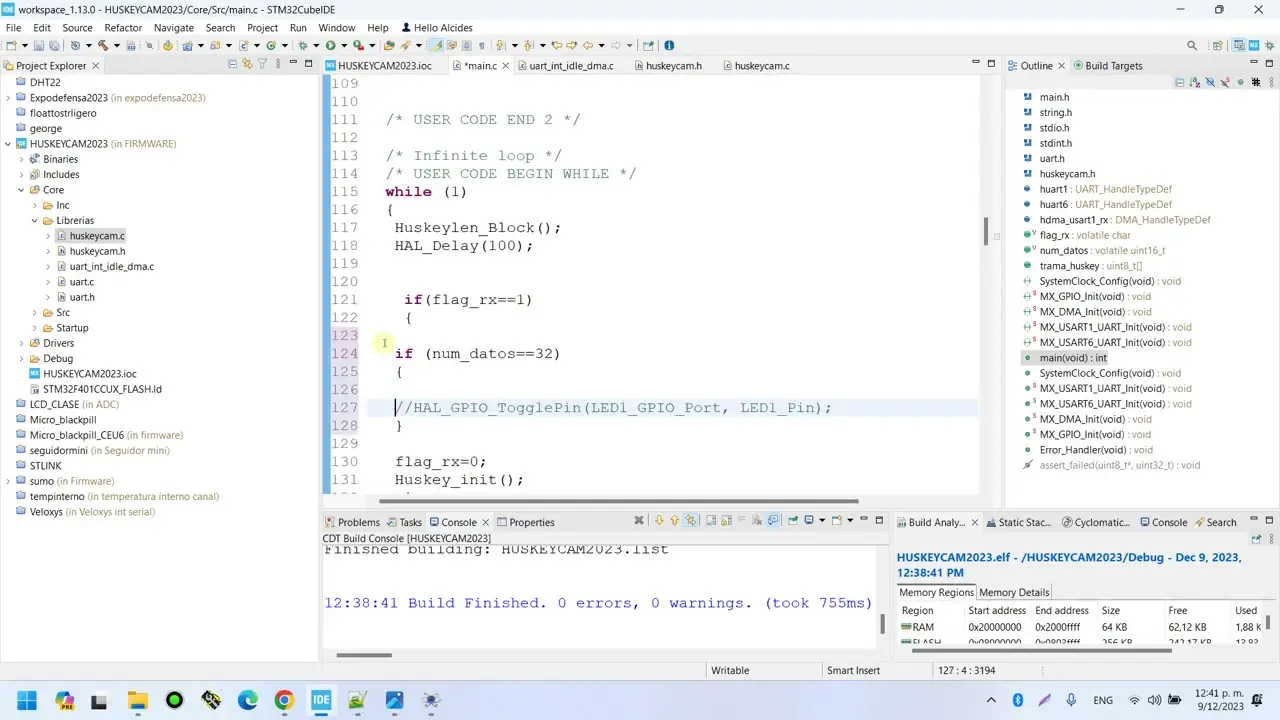 workspace_1.13.0 - HUSKEYCAM2023/Core/Src/main.c - STM32CubeIDE
File Edit Source Refactor Navigate Search Project Run Window Help Hello Alcides
Project Explorer
DHT22
Expodefensa2023 (in expodefensa2023)
floattostrligero
george
HUSKEYCAM2023 (in FIRMWARE)
Binaries
Includes
Core
Inc
Librerias
huskeycam.c
huskeycam.h
uart_int_idle_dma.c
uart.c
uart.h
Src
Startup
Drivers
Debug
HUSKEYCAM2023.ioc
STM32F401CCUX_FLASH.ld
LCD_CLASE (in ADC)
Micro_blackpill
Micro_blackpill_CEU6 (in firmware)
seguidormini (in Seguidor mini)
STLINK
sumo (in Firmware)
tempinterno (in temperatura interno canal)
Veloxys (in Veloxys int serial)
HUSKEYCAM2023.ioc *main.c uart_int_idle_dma.c huskeycam.h huskeycam.c
109
110
111 /* USER CODE END 2 */
112
113 /* Infinite loop */
114 /* USER CODE BEGIN WHILE */
115 while (1)
116 {
117 Huskeylen_Block();
118 HAL_Delay(100);
119
120
121 if(flag_rx==1)
122 {
123
124 if (num_datos==32)
125 {
126
127 //HAL_GPIO_TogglePin(LED1_GPIO_Port, LED1_Pin);
128 }
129
130 flag_rx=0;
131 Huskey_init();
Outline Build Targets
main.h
string.h
stdio.h
stdint.h
uart.h
huskeycam.h
huart1 : UART_HandleTypeDef
huart6 : UART_HandleTypeDef
hdma_usart1_rx : DMA_HandleTypeDef
flag_rx : volatile char
num_datos : volatile uint16_t
trama_huskey : uint8_t[]
SystemClock_Config(void) : void
MX_GPIO_Init(void) : void
MX_DMA_Init(void) : void
MX_USART1_UART_Init(void) : void
MX_USART6_UART_Init(void) : void
main(void) : int
SystemClock_Config(void) : void
MX_USART1_UART_Init(void) : void
MX_USART6_UART_Init(void) : void
MX_DMA_Init(void) : void
MX_GPIO_Init(void) : void
Error_Handler(void) : void
assert_failed(uint8_t*, uint32_t) : void
Problems Tasks Console Properties
CDT Build Console [HUSKEYCAM2023]
Finished building: HUSKEYCAM2023.list
12:38:41 Build Finished. 0 errors, 0 warnings. (took 755ms)
Build Analy... Static Stac... Cyclomatic... Console Search
HUSKEYCAM2023.elf - /HUSKEYCAM2023/Debug - Dec 9, 2023,
12:38:41 PM
Memory Regions Memory Details
Region Start address End address Size Free Used
RAM 0x20000000 0x2000ffff 64 KB 62,12 KB 1,88 K
FLASH 0x08000000 0x0803ffff 256 KB 242,17 KB 13,83
Writable Smart Insert 127 : 4 : 3194
IDE
ENG
12:41 p. m.
9/12/2023